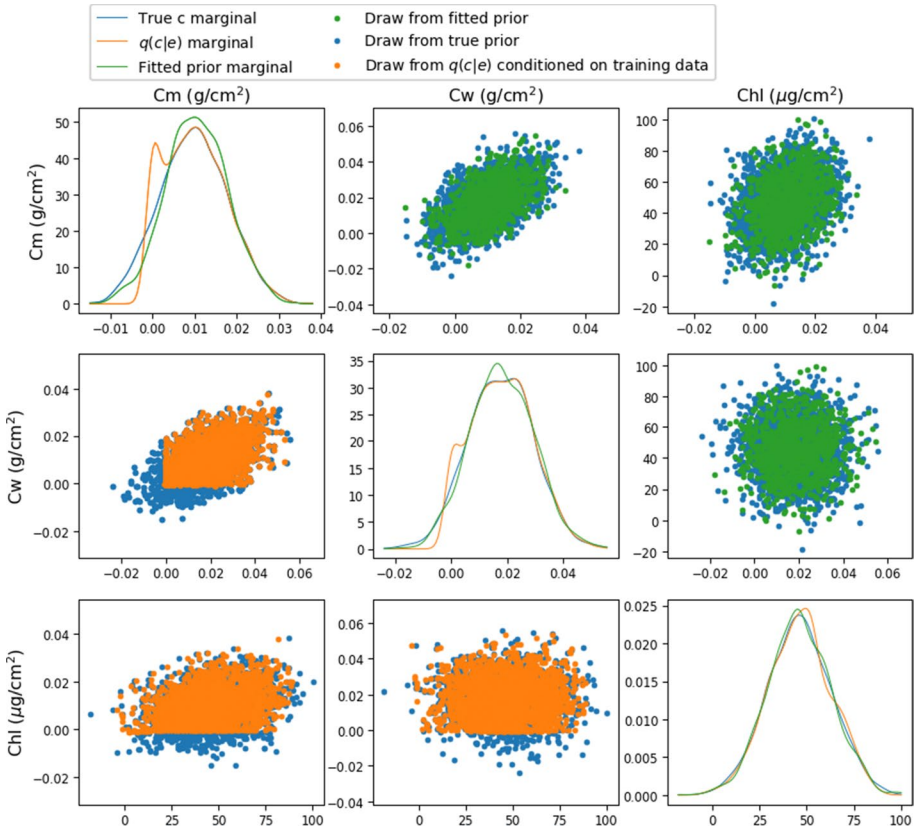 True c marginal
q(c|e) marginal
Fitted prior marginal
Draw from fitted prior
Draw from true prior
Draw from q(c|e) conditioned on training data
Cm (g/cm²)
Cw (g/cm²)
Chl (μg/cm²)
Cm (g/cm²)
50
40
30
20
10
0
−0.01 0.00 0.01 0.02 0.03 0.04
0.06
0.04
0.02
0.00
−0.02
−0.04
−0.02 0.00 0.02 0.04
100
80
60
40
20
0
−20
−0.02 0.00 0.02 0.04
Cw (g/cm²)
0.04
0.02
0.00
−0.02
−0.02 0.00 0.02 0.04 0.06
35
30
25
20
15
10
5
0
−0.02 0.00 0.02 0.04
100
80
60
40
20
0
−20
−0.02 0.00 0.02 0.04 0.06
Chl (μg/cm²)
0.04
0.02
0.00
−0.02
0 25 50 75 100
0.06
0.04
0.02
0.00
−0.02
−0.04
0 25 50 75 100
0.025
0.020
0.015
0.010
0.005
0.000
0 25 50 75 100